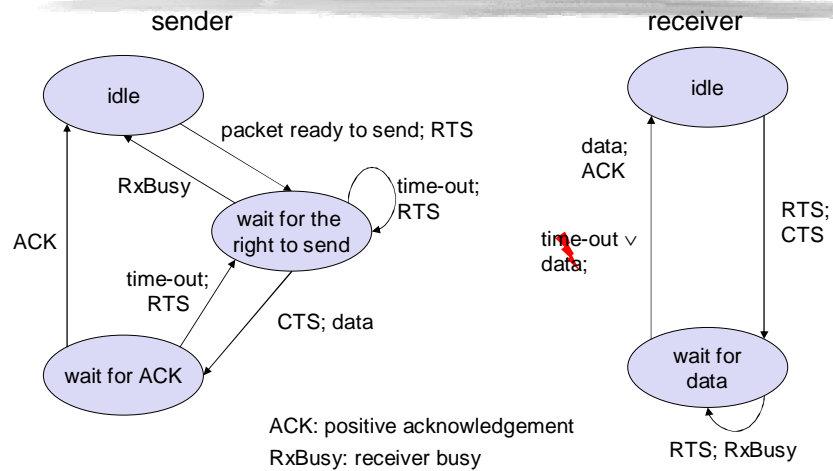 sender
receiver
idle
idle
packet ready to send; RTS
data;
ACK
RxBusy
time-out;
RTS
RTS;
CTS
wait for the
right to send
ACK
time-out ∨
data;
time-out;
RTS
CTS; data
wait for ACK
wait for
data
ACK: positive acknowledgement
RxBusy: receiver busy
RTS; RxBusy